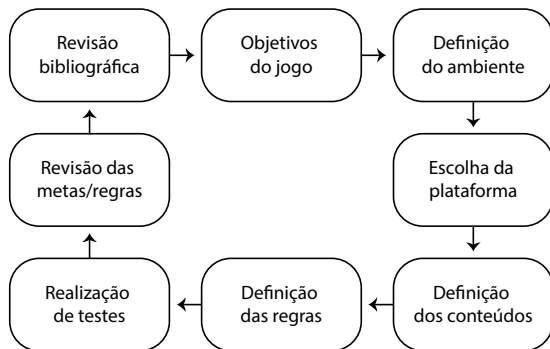 Revisão
bibliográfica
Objetivos
do jogo
Definição
do ambiente
Revisão das
metas/regras
Escolha da
plataforma
Realização
de testes
Definição
das regras
Definição
dos conteúdos